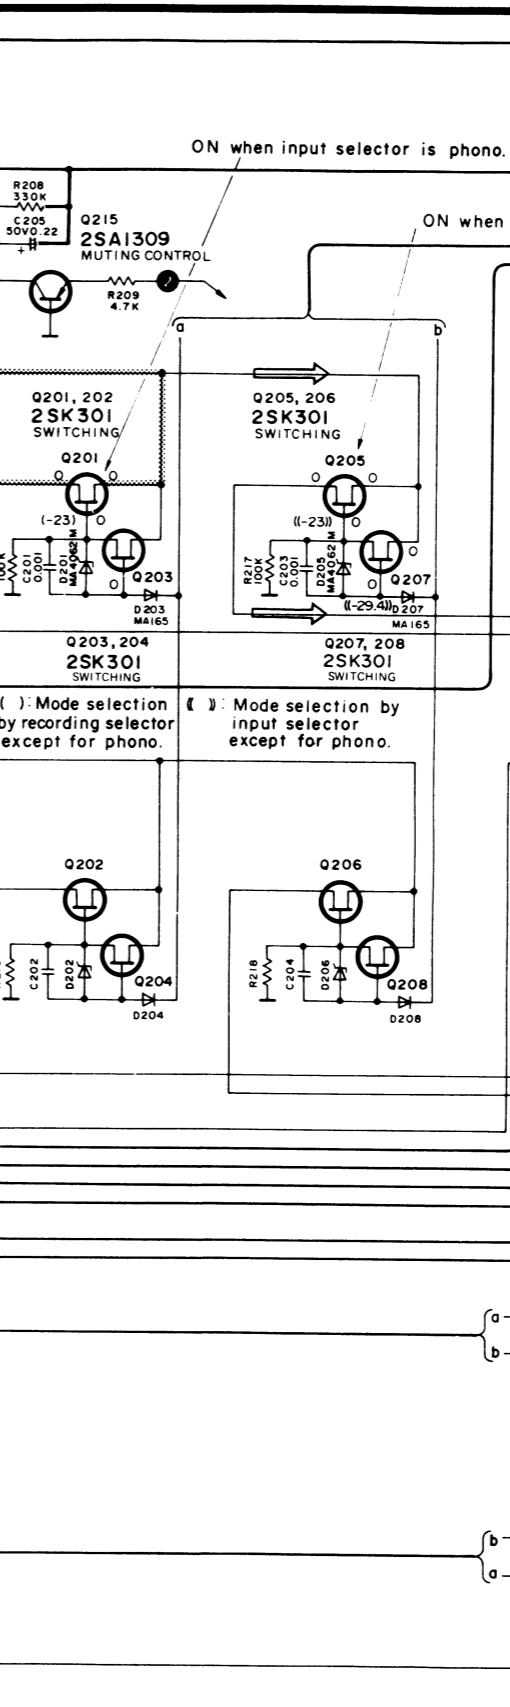 ON when input selector is phono.
R208
330K
C205
50V0.22
+
Q215
2SA1309
MUTING CONTROL
R209
4.7K
2
ON when
a
b
Q201, 202
2SK301
SWITCHING
Q205, 206
2SK301
SWITCHING
Q201
O
O
(-23)
O
O
100K
C201
0.001
D201
MA4062 M
Q203
D203
MA165
Q205
O
O
((-23))
O
O
R217
100K
C203
0.001
D205
MA4062 M
Q207
((-29.4))
D207
MA165
Q203, 204
2SK301
SWITCHING
Q207, 208
2SK301
SWITCHING
( ): Mode selection
by recording selector
except for phono.
(( )): Mode selection by
input selector
except for phono.
Q202
C202
D202
Q204
D204
Q206
R218
C204
D206
Q208
D208
a
b
b
a